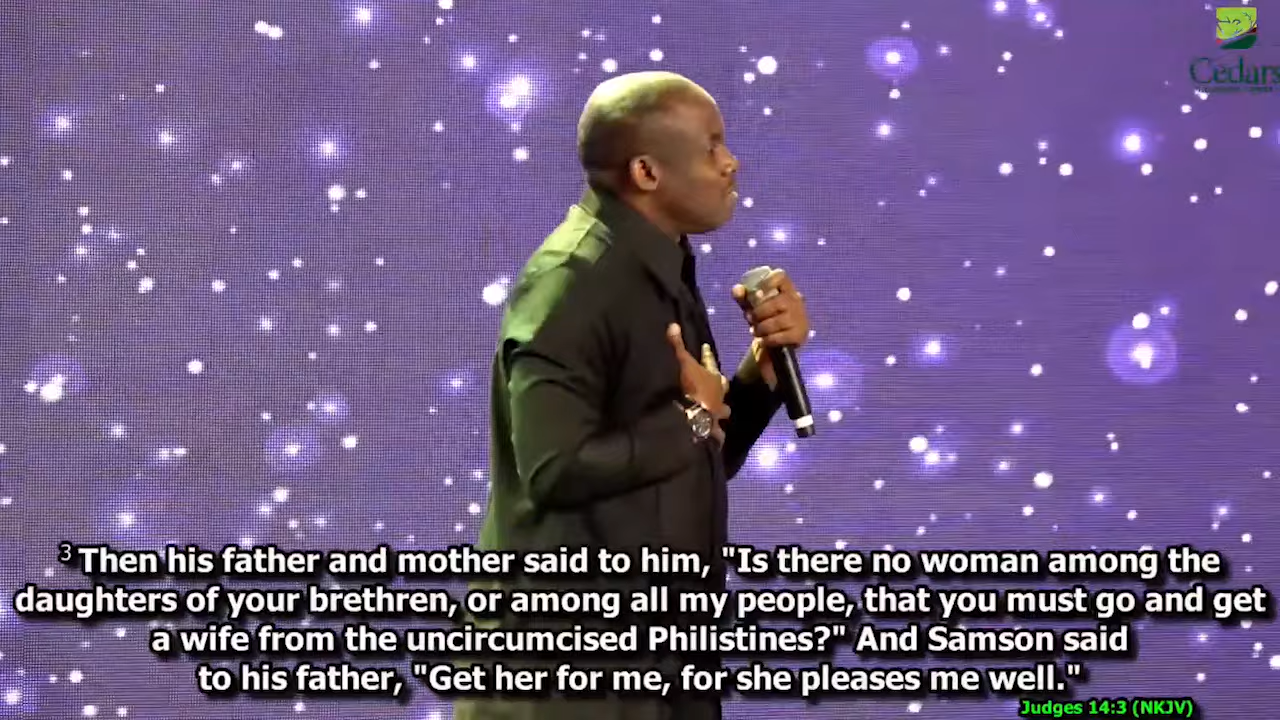 Cedars
3 Then his father and mother said to him, "Is there no woman among the
daughters of your brethren, or among all my people, that you must go and get
a wife from the uncircumcised Philistines?" And Samson said
to his father, "Get her for me, for she pleases me well."
Judges 14:3 (NKJV)